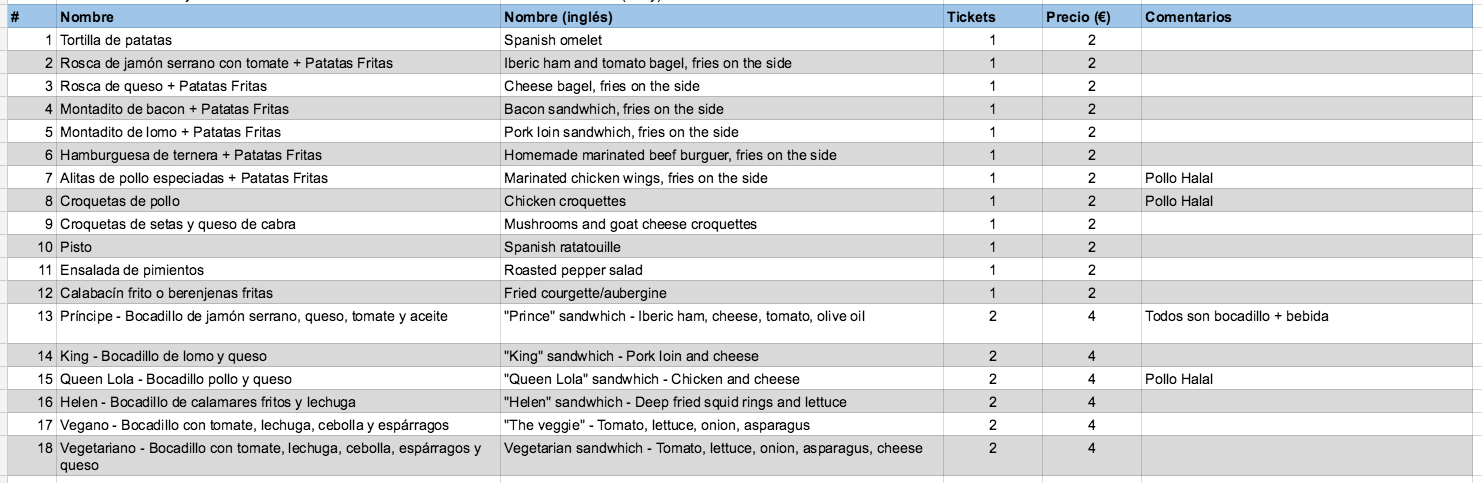 # Nombre Nombre (inglés) Tickets Precio (€) Comentarios
1 Tortilla de patatas Spanish omelet 1 2
2 Rosca de jamón serrano con tomate + Patatas Fritas Iberic ham and tomato bagel, fries on the side 1 2
3 Rosca de queso + Patatas Fritas Cheese bagel, fries on the side 1 2
4 Montadito de bacon + Patatas Fritas Bacon sandwhich, fries on the side 1 2
5 Montadito de lomo + Patatas Fritas Pork loin sandwhich, fries on the side 1 2
6 Hamburguesa de ternera + Patatas Fritas Homemade marinated beef burguer, fries on the side 1 2
7 Alitas de pollo especiadas + Patatas Fritas Marinated chicken wings, fries on the side 1 2 Pollo Halal
8 Croquetas de pollo Chicken croquettes 1 2 Pollo Halal
9 Croquetas de setas y queso de cabra Mushrooms and goat cheese croquettes 1 2
10 Pisto Spanish ratatouille 1 2
11 Ensalada de pimientos Roasted pepper salad 1 2
12 Calabacín frito o berenjenas fritas Fried courgette/aubergine 1 2
13 Príncipe - Bocadillo de jamón serrano, queso, tomate y aceite "Prince" sandwhich - Iberic ham, cheese, tomato, olive oil 2 4 Todos son bocadillo + bebida
14 King - Bocadillo de lomo y queso "King" sandwhich - Pork loin and cheese 2 4
15 Queen Lola - Bocadillo pollo y queso "Queen Lola" sandwhich - Chicken and cheese 2 4 Pollo Halal
16 Helen - Bocadillo de calamares fritos y lechuga "Helen" sandwhich - Deep fried squid rings and lettuce 2 4
17 Vegano - Bocadillo con tomate, lechuga, cebolla y espárragos "The veggie" - Tomato, lettuce, onion, asparagus 2 4
18 Vegetariano - Bocadillo con tomate, lechuga, cebolla, espárragos y Vegetarian sandwhich - Tomato, lettuce, onion, asparagus, cheese 2 4
queso